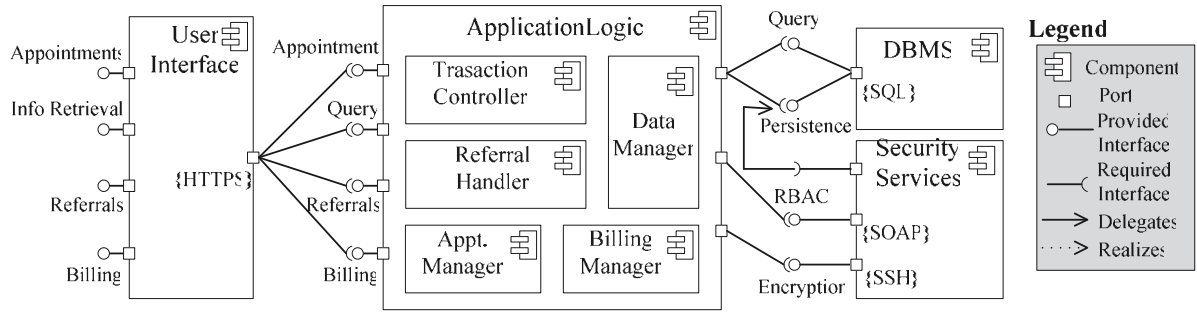 User
Interface
Appointments
Info Retrieval
Referrals
Billing
{HTTPS}
Appointment
Query
Referrals
Billing
ApplicationLogic
Trasaction
Controller
Referral
Handler
Appt.
Manager
Billing
Manager
Data
Manager
Query
Persistence
RBAC
Encryption
DBMS
{SQL}
Security
Services
{SOAP}
{SSH}
Legend
Component
Port
Provided
Interface
Required
Interface
Delegates
Realizes